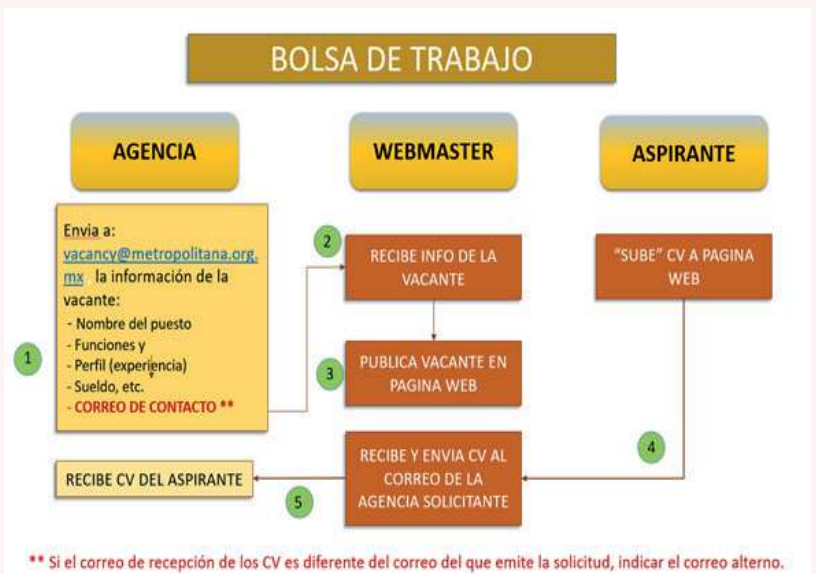 BOLSA DE TRABAJO
AGENCIA
WEBMASTER
ASPIRANTE
Envia a:
vacancy@metropolitana.org.
mx , la información de la
vacante:
- Nombre del puesto
- Funciones y
- Perfil (experiencia)
- Sueldo, etc.
- CORREO DE CONTACTO **
1
2
RECIBE INFO DE LA
VACANTE
3
PUBLICA VACANTE EN
PAGINA WEB
"SUBE" CV A PAGINA
WEB
4
RECIBE Y ENVIA CV AL
CORREO DE LA
AGENCIA SOLICITANTE
5
RECIBE CV DEL ASPIRANTE
** Si el correo de recepción de los CV es diferente del correo del que emite la solicitud, indicar el correo alterno.